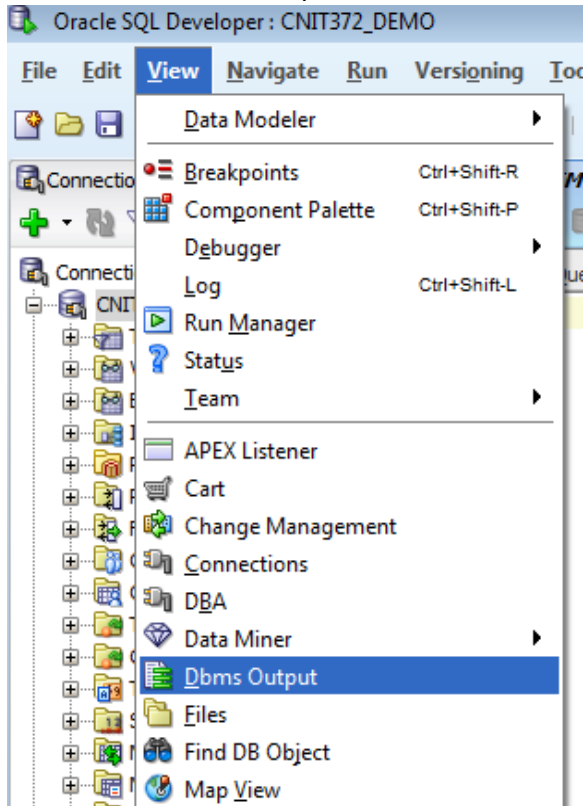 Oracle SQL Developer : CNIT372_DEMO
File Edit View Navigate Run Versioning
Data Modeler
Breakpoints Ctrl+Shift-R
Component Palette Ctrl+Shift-P
Debugger
Log Ctrl+Shift-L
Run Manager
Status
Team
APEX Listener
Cart
Change Management
Connections
DBA
Data Miner
Dbms Output
Files
Find DB Object
Map View